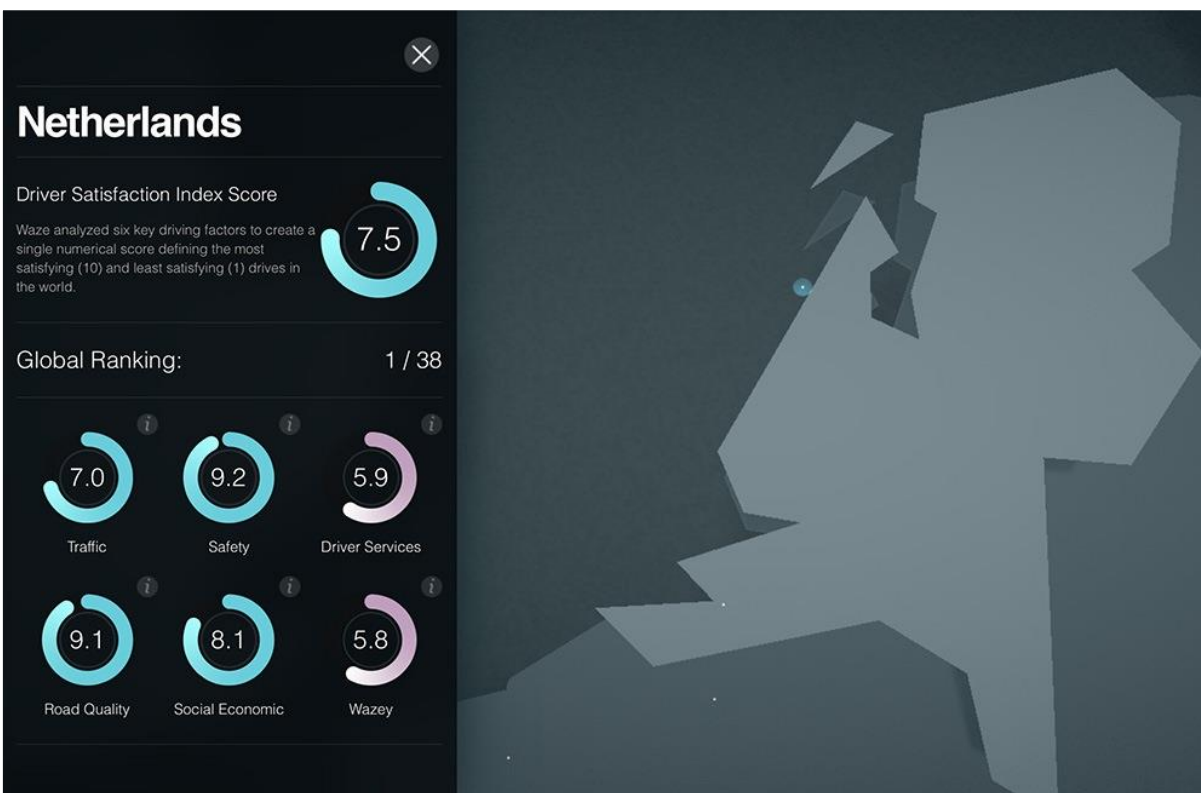 Netherlands
Driver Satisfaction Index Score
Waze analyzed six key driving factors to create a
single numerical score defining the most
satisfying (10) and least satisfying (1) drives in
the world.
7.5
Global Ranking: 1 / 38
i i i
7.0 9.2 5.9
Traffic Safety Driver Services
i i i
9.1 8.1 5.8
Road Quality Social Economic Wazey